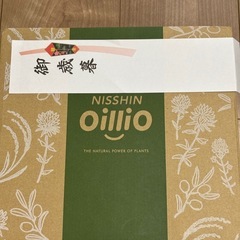 御歳暮
NISSHIN
OilliO
THE NATURAL POWER OF PLANTS